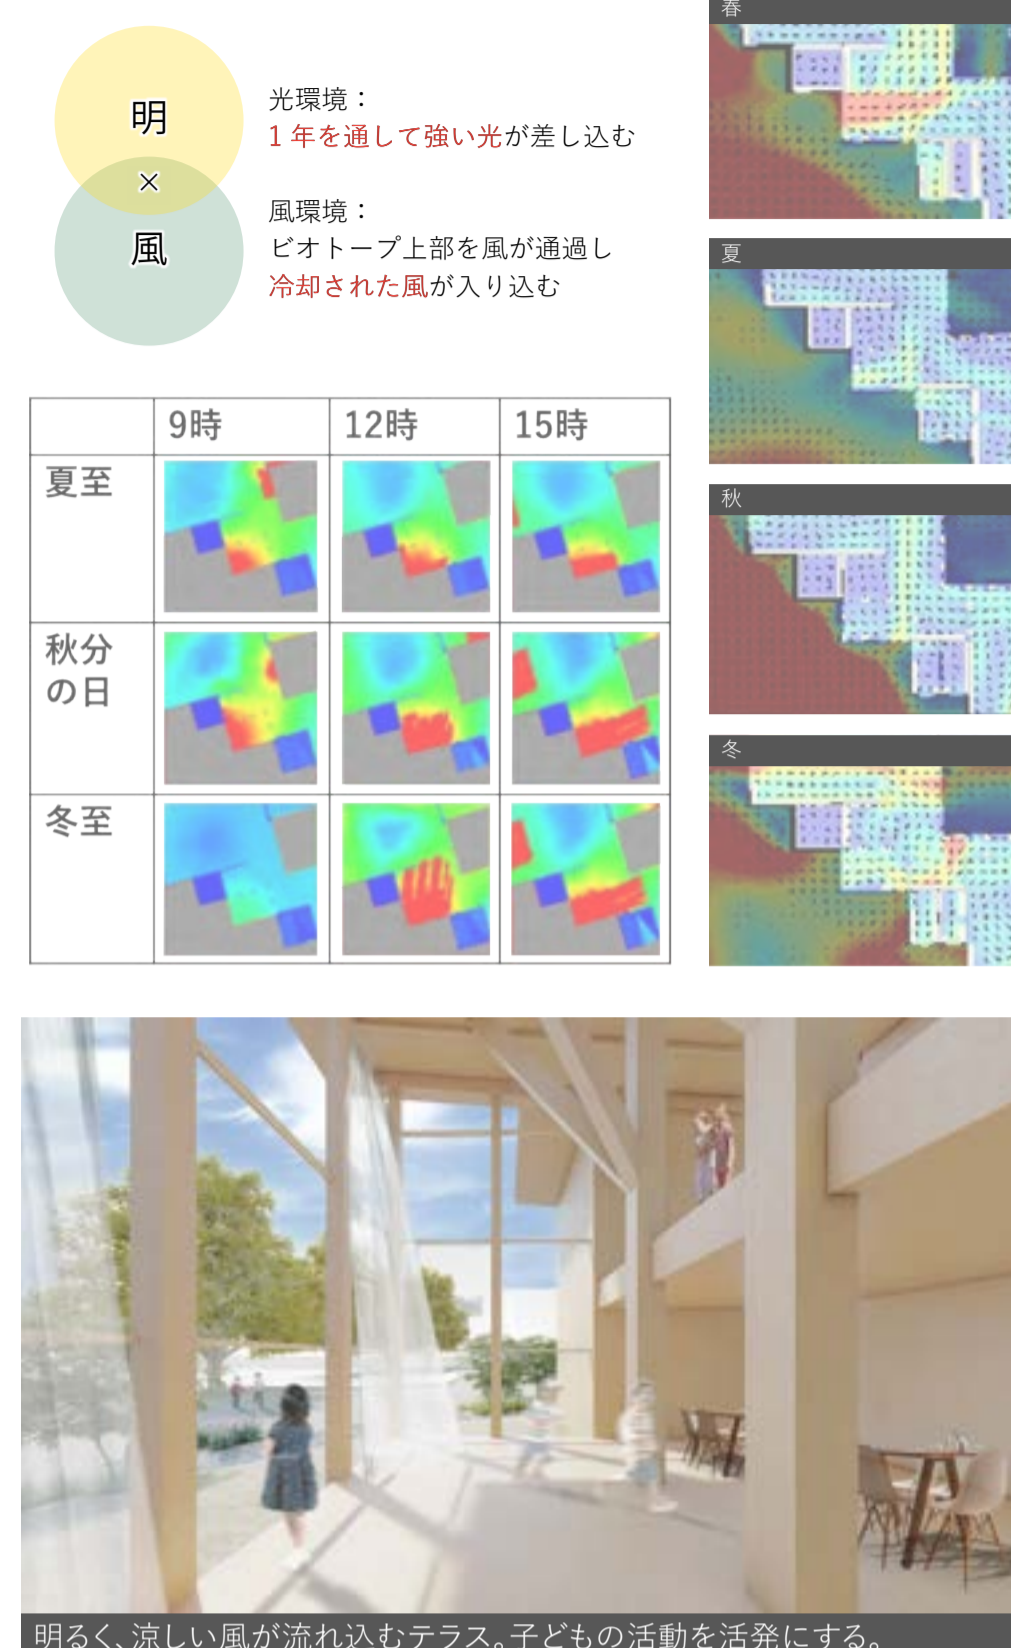 明
×
風
光環境：
1年を通して強い光が差し込む
風環境：
ビオトープ上部を風が通過し
冷却された風が入り込む
9時 12時 15時
夏至
秋分
の日
冬至
春
夏
秋
冬
明るく、涼しい風が流れ込むテラス。子どもの活動を活発にする。